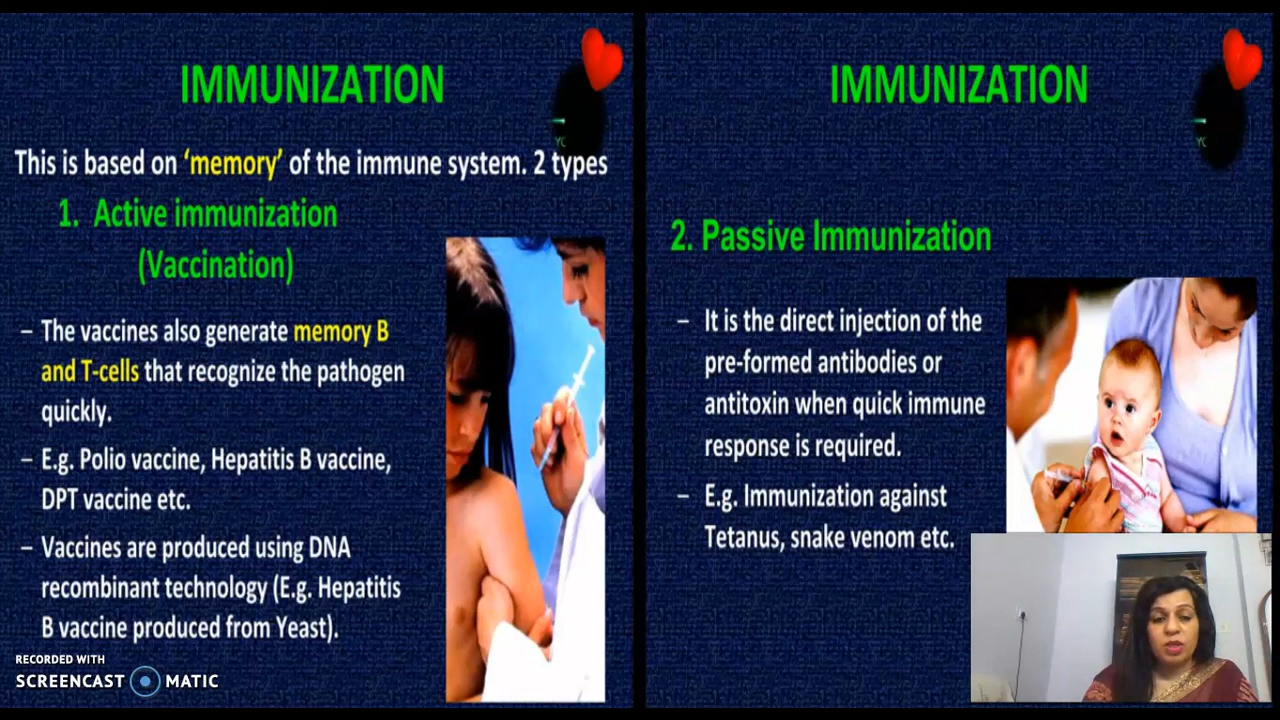 IMMUNIZATION
This is based on ‘memory’ of the immune system. 2 types
1. Active immunization
(Vaccination)
– The vaccines also generate memory B
and T-cells that recognize the pathogen
quickly.
– E.g. Polio vaccine, Hepatitis B vaccine,
DPT vaccine etc.
– Vaccines are produced using DNA
recombinant technology (E.g. Hepatitis
B vaccine produced from Yeast).
RECORDED WITH
SCREENCAST MATIC
IMMUNIZATION
2. Passive Immunization
– It is the direct injection of the
pre-formed antibodies or
antitoxin when quick immune
response is required.
– E.g. Immunization against
Tetanus, snake venom etc.